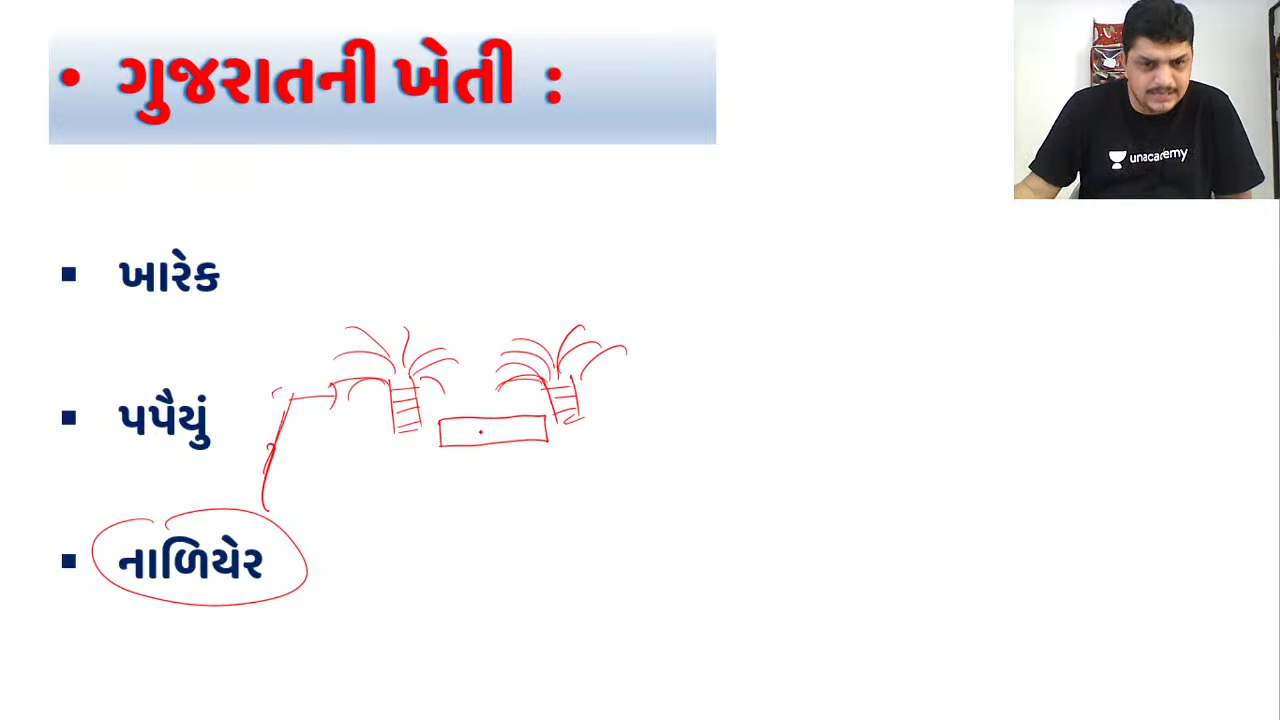 • ગુજરાતની ખેતી :
unacademy
▪ ખારેક
▪ પપૈયું
▪ નાળિયેર